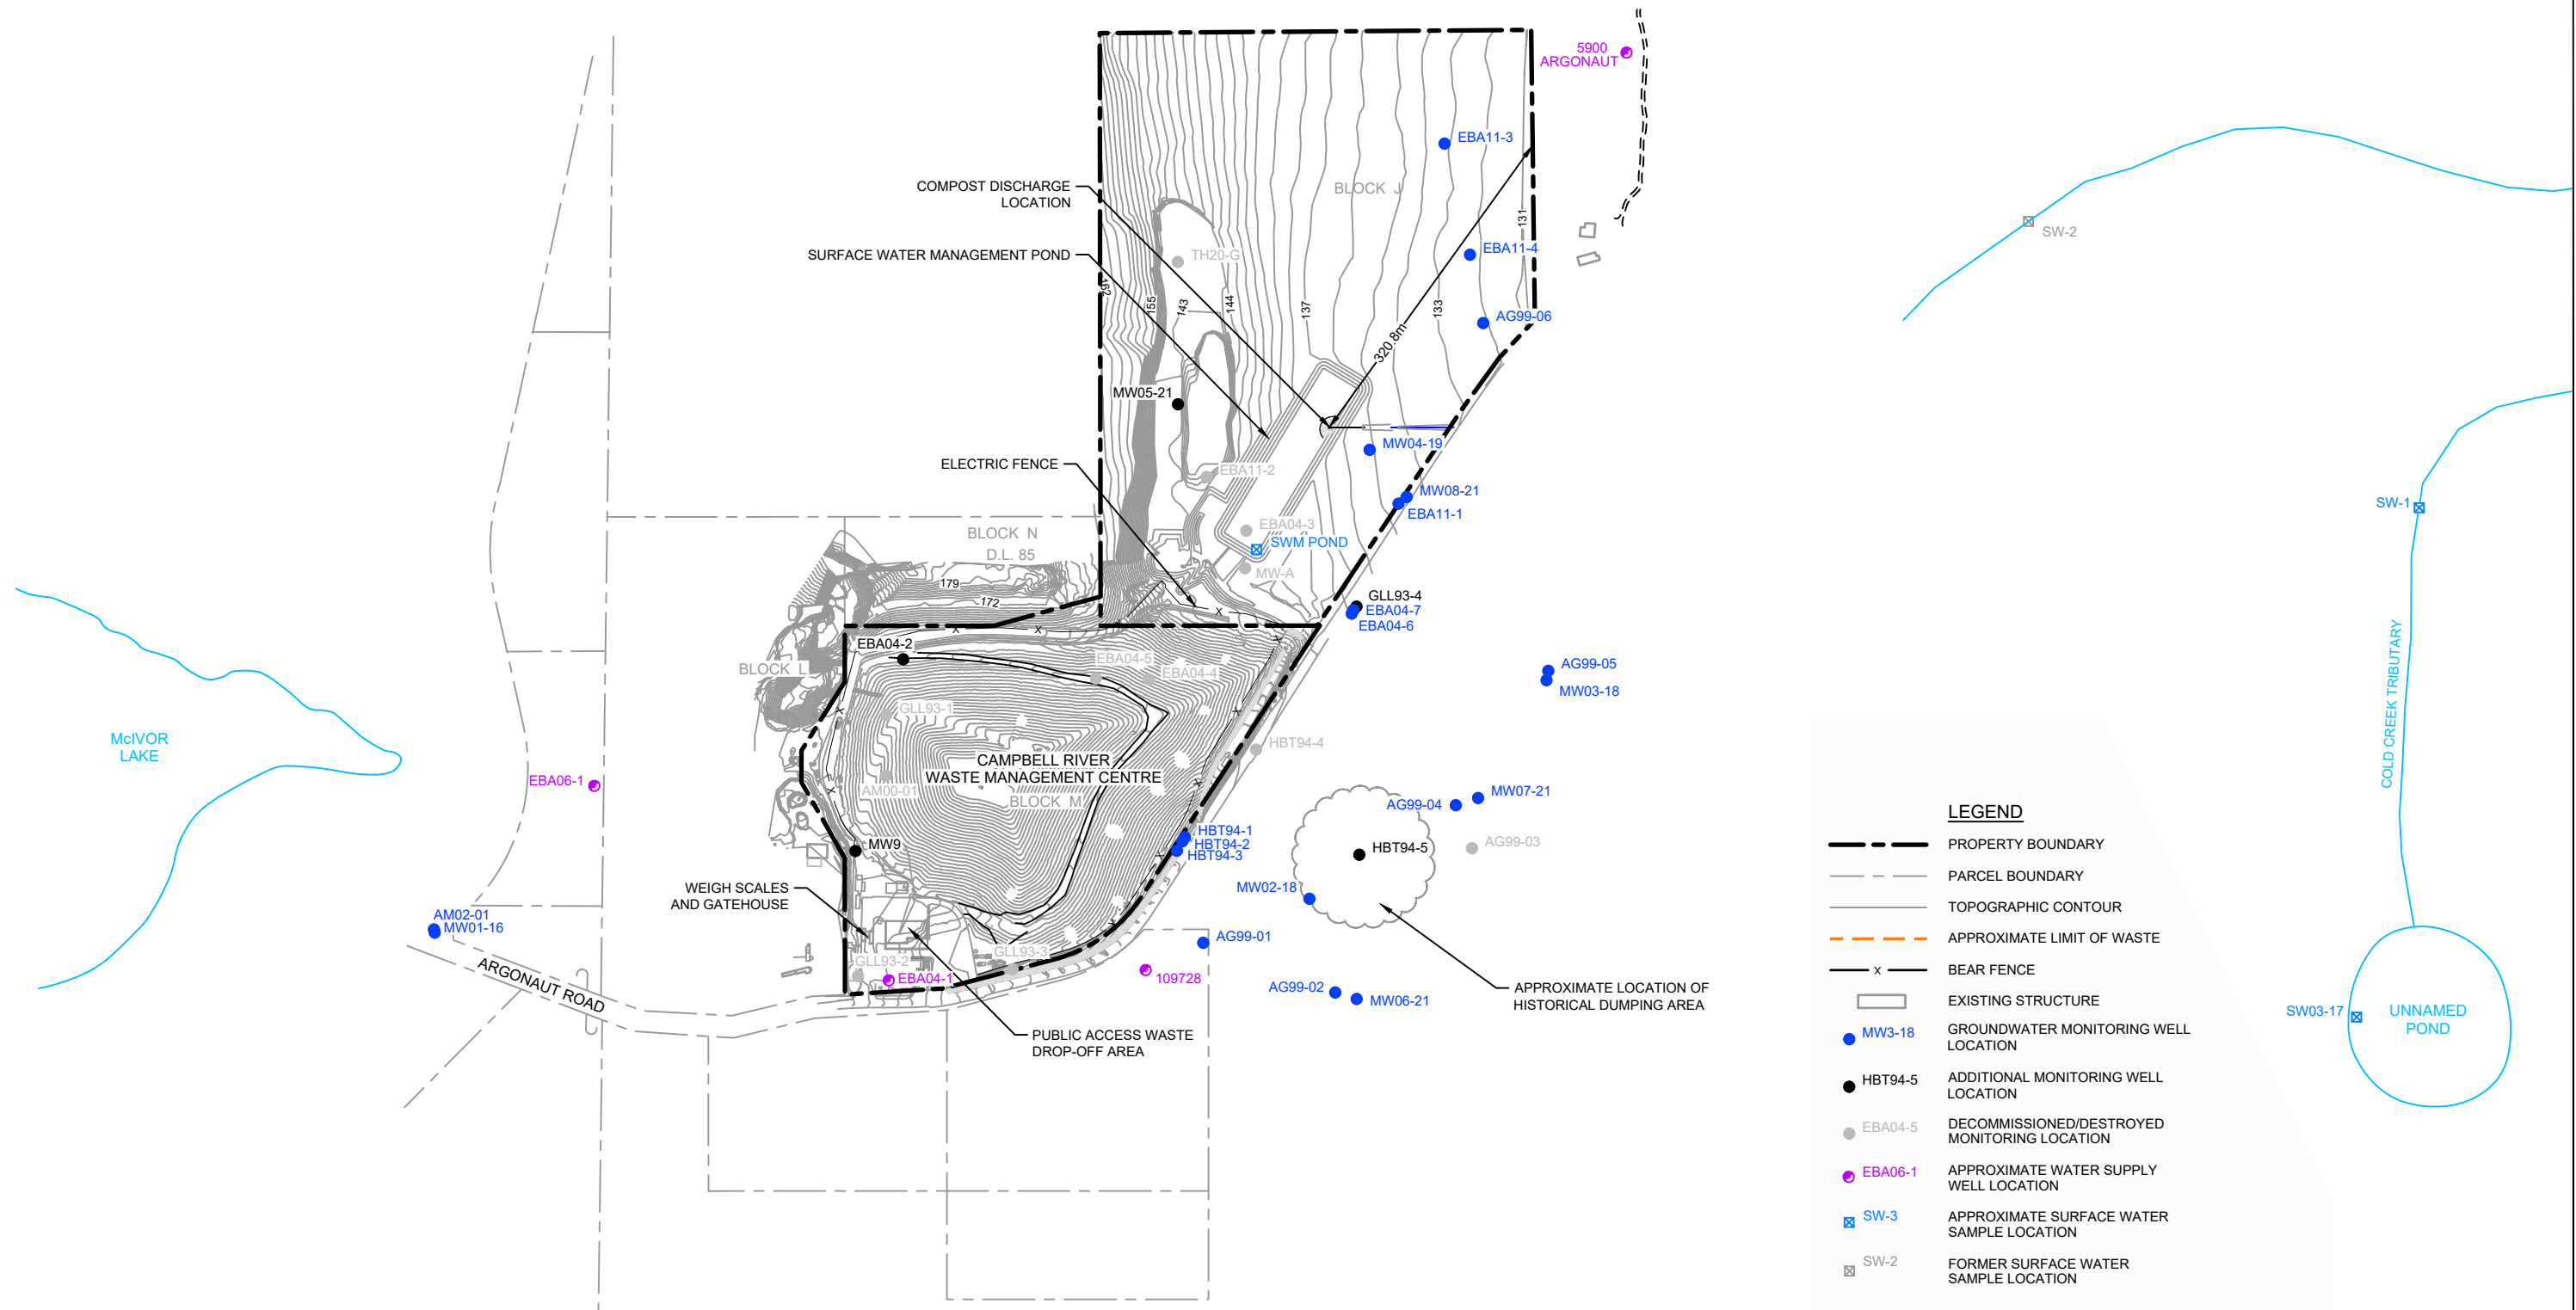 5900
ARGONAUT
EBA11-3
COMPOST DISCHARGE
LOCATION
BLOCK J
131
SW-2
SURFACE WATER MANAGEMENT POND
TH20-G
EBA11-4
162
155
143
144
137
133
AG99-06
320.8m
MW05-21
MW04-19
ELECTRIC FENCE
EBA11-2
MW08-21
EBA11-1
SW-1
BLOCK N
D.L. 85
EBA04-3
SWM POND
MW-A
179
172
X
GLL93-4
EBA04-7
EBA04-6
X
X
X
EBA04-2
EBA04-5
EBA04-4
BLOCK L
AG99-05
MW03-18
COLD CREEK TRIBUTARY
GLL93-1
X
X
McIVOR
LAKE
HBT94-4
CAMPBELL RIVER
WASTE MANAGEMENT CENTRE
EBA06-1
X
X
AM00-01
BLOCK M
AG99-04
MW07-21
HBT94-1
HBT94-2
HBT94-3
X
MW9
HBT94-5
AG99-03
WEIGH SCALES
AND GATEHOUSE
MW02-18
AM02-01
MW01-16
X
AG99-01
GLL93-2
GLL93-3
EBA04-1
109728
ARGONAUT ROAD
AG99-02
MW06-21
APPROXIMATE LOCATION OF
HISTORICAL DUMPING AREA
PUBLIC ACCESS WASTE
DROP-OFF AREA
SW03-17
UNNAMED
POND
LEGEND
PROPERTY BOUNDARY
PARCEL BOUNDARY
TOPOGRAPHIC CONTOUR
APPROXIMATE LIMIT OF WASTE
X BEAR FENCE
EXISTING STRUCTURE
MW3-18 GROUNDWATER MONITORING WELL
LOCATION
HBT94-5 ADDITIONAL MONITORING WELL
LOCATION
EBA04-5 DECOMMISSIONED/DESTROYED
MONITORING LOCATION
EBA06-1 APPROXIMATE WATER SUPPLY
WELL LOCATION
SW-3 APPROXIMATE SURFACE WATER
SAMPLE LOCATION
SW-2 FORMER SURFACE WATER
SAMPLE LOCATION